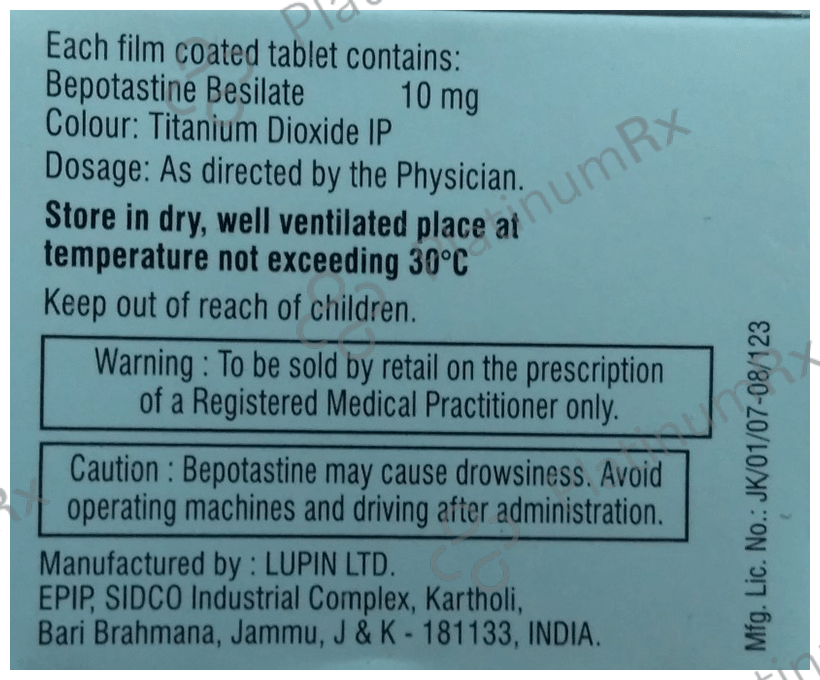 Each film coated tablet contains:
Bepotastine Besilate 10 mg
Colour: Titanium Dioxide IP
Dosage: As directed by the Physician.
Store in dry, well ventilated place at
temperature not exceeding 30°C
Keep out of reach of children.
Warning : To be sold by retail on the prescription
of a Registered Medical Practitioner only.
Caution : Bepotastine may cause drowsiness. Avoid
operating machines and driving after administration.
Manufactured by : LUPIN LTD.
EPIP, SIDCO Industrial Complex, Kartholi,
Bari Brahmana, Jammu, J & K - 181133, INDIA.
Mfg. Lic. No.: JK/01/07-08/123
PlatinumRx
PlatinumRx